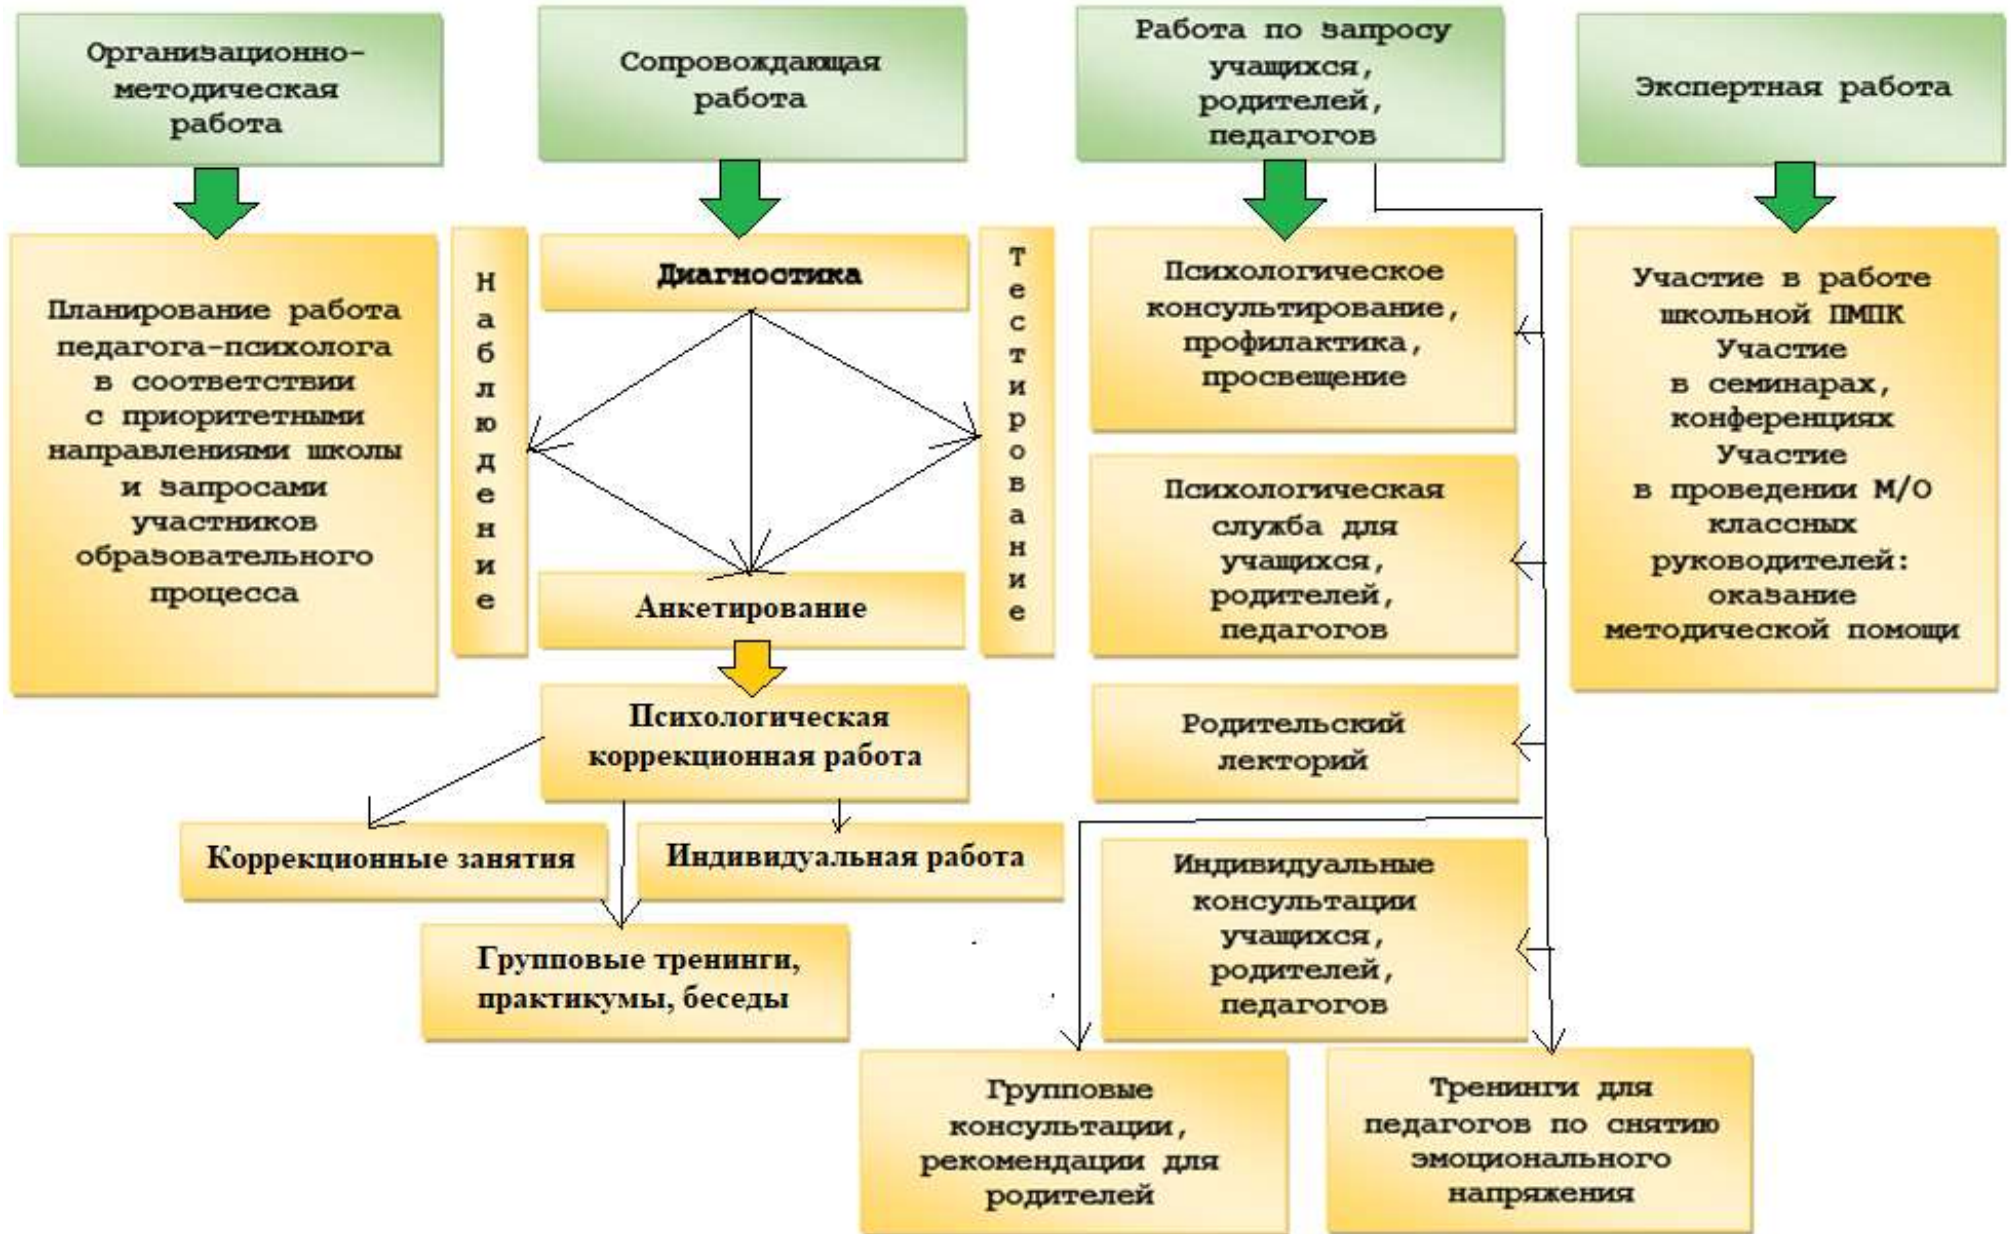 Организационно-
методическая
работа
Сопровождающая
работа
Работа по запросу
учащихся,
родителей,
педагогов
Экспертная работа
Планирование работа
педагога-психолога
в соответствии
с приоритетными
направлениями школы
и запросами
участников
образовательного
процесса
Наблюдение
Диагностика
Тестирование
Анкетирование
Психологическая
коррекционная работа
Коррекционные занятия
Индивидуальная работа
Групповые тренинги,
практикумы, беседы
Психологическое
консультирование,
профилактика,
просвещение
Психологическая
служба для
учащихся,
родителей,
педагогов
Родительский
лекторий
Индивидуальные
консультации
учащихся,
родителей,
педагогов
Групповые
консультации,
рекомендации для
родителей
Тренинги для
педагогов по снятию
эмоционального
напряжения
Участие в работе
школьной ПМПК
Участие
в семинарах,
конференциях
Участие
в проведении М/О
классных
руководителей:
оказание
методической помощи